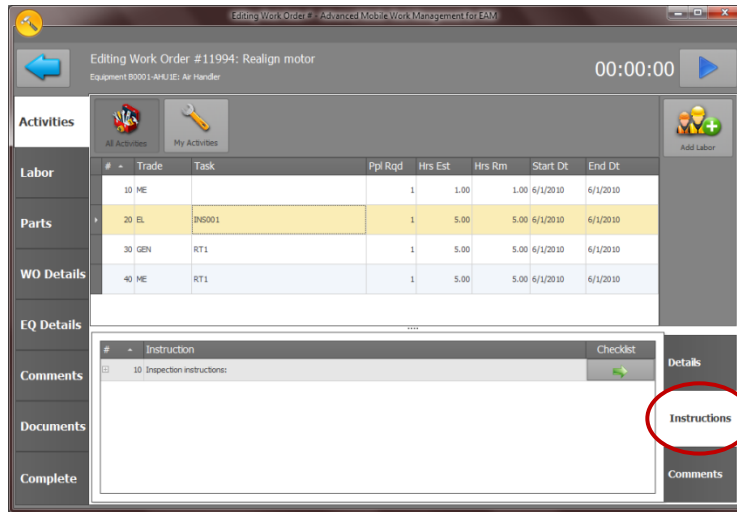 Editing Work Order # - Advanced Mobile Work Management for EAM
Editing Work Order #11994: Realign motor
Equipment B0001-AHU1E: Air Handler
00:00:00
Activities
Labor
Parts
WO Details
EQ Details
Comments
Documents
Complete
All Activities
My Activities
Add Labor
# Trade Task Ppl Rqd Hrs Est Hrs Rm Start Dt End Dt
10 ME 1 1.00 1.00 6/1/2010 6/1/2010
20 EL INS001 1 5.00 5.00 6/1/2010 6/1/2010
30 GEN RT1 1 5.00 5.00 6/1/2010 6/1/2010
40 ME RT1 1 5.00 5.00 6/1/2010 6/1/2010
# Instruction Checklist
10 Inspection instructions:
Details
Instructions
Comments